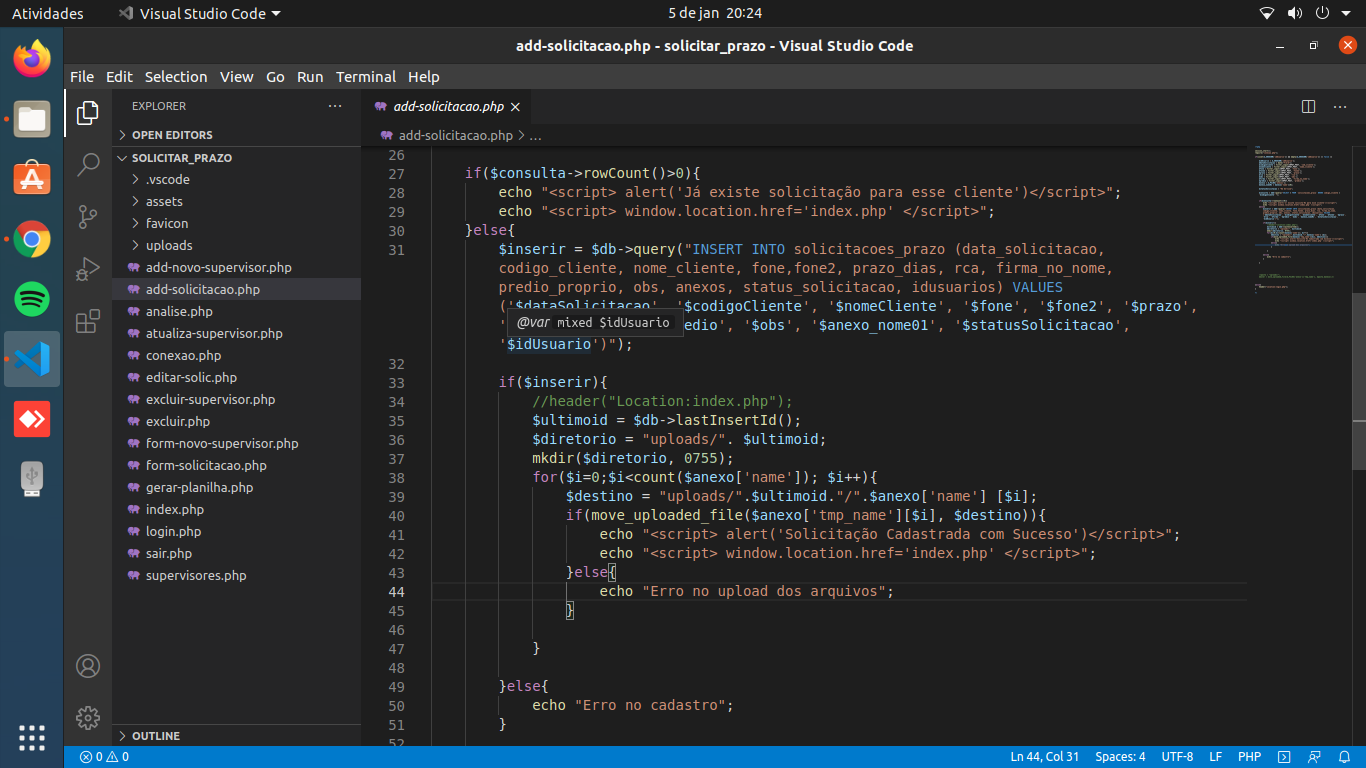 Atividades
Visual Studio Code
5 de jan 20:24
add-solicitacao.php - solicitar_prazo - Visual Studio Code
File Edit Selection View Go Run Terminal Help
EXPLORER
OPEN EDITORS
SOLICITAR_PRAZO
.vscode
assets
favicon
uploads
add-novo-supervisor.php
add-solicitacao.php
analise.php
atualiza-supervisor.php
conexao.php
editar-solic.php
excluir-supervisor.php
excluir.php
form-novo-supervisor.php
form-solicitacao.php
gerar-planilha.php
index.php
login.php
sair.php
supervisores.php
OUTLINE
add-solicitacao.php
add-solicitacao.php > ...
26
27 if($consulta->rowCount()>0){
28 echo "<script> alert('Já existe solicitação para esse cliente')</script>";
29 echo "<script> window.location.href='index.php' </script>";
30 }else{
31 $inserir = $db->query("INSERT INTO solicitacoes_prazo (data_solicitacao,
codigo_cliente, nome_cliente, fone,fone2, prazo_dias, rca, firma_no_nome,
predio_proprio, obs, anexos, status_solicitacao, idusuarios) VALUES
('$dataSolicitacao', '$codigoCliente', '$nomeCliente', '$fone', '$fone2', '$prazo',
@var mixed $idUsuario
edio', '$obs', '$anexo_nome01', '$statusSolicitacao',
'$idUsuario')");
32
33 if($inserir){
34 //header("Location:index.php");
35 $ultimoid = $db->lastInsertId();
36 $diretorio = "uploads/". $ultimoid;
37 mkdir($diretorio, 0755);
38 for($i=0;$i<count($anexo['name']); $i++){
39 $destino = "uploads/".$ultimoid."/".$anexo['name'] [$i];
40 if(move_uploaded_file($anexo['tmp_name'][$i], $destino)){
41 echo "<script> alert('Solicitação Cadastrada com Sucesso')</script>";
42 echo "<script> window.location.href='index.php' </script>";
43 }else{
44 echo "Erro no upload dos arquivos";
45 }
46
47 }
48
49 }else{
50 echo "Erro no cadastro";
51 }
52
0 0
Ln 44, Col 31 Spaces: 4 UTF-8 LF PHP